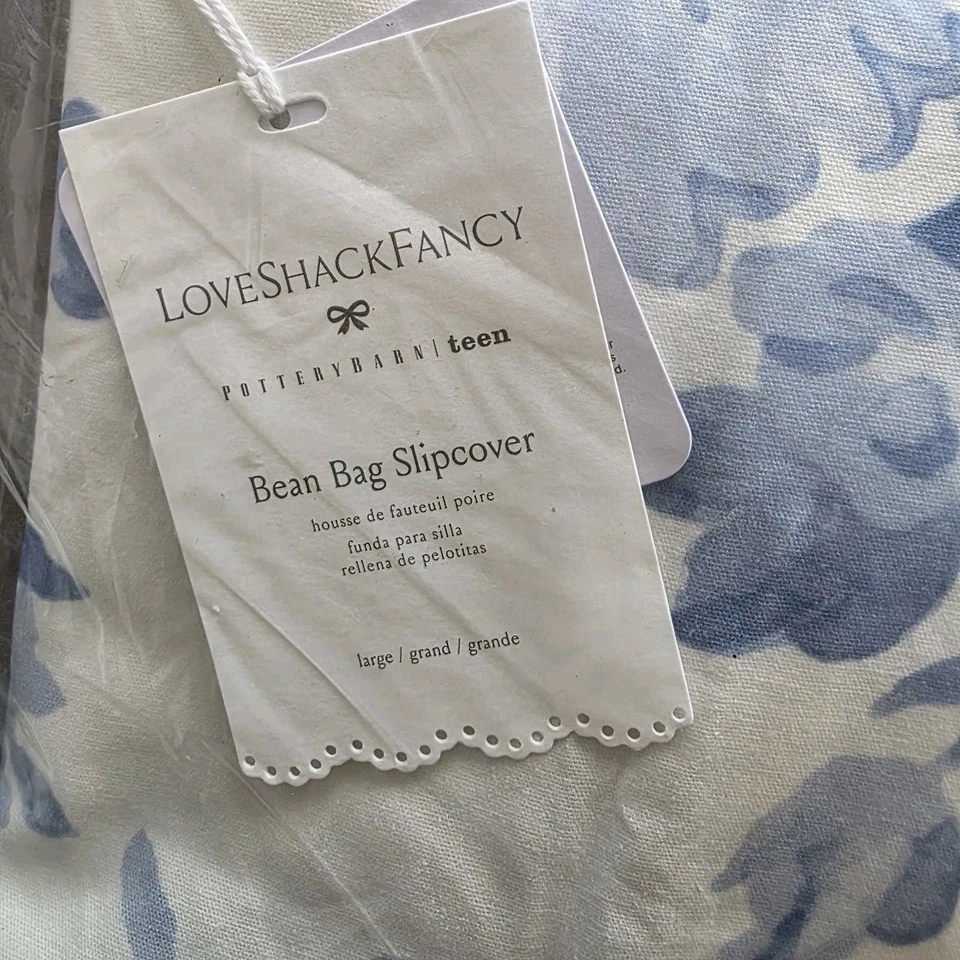 LOVESHACKFANCY
POTTERYBARN | teen
Bean Bag Slipcover
housse de fauteuil poire
funda para silla
rellena de pelotitas
large / grand / grande
d.